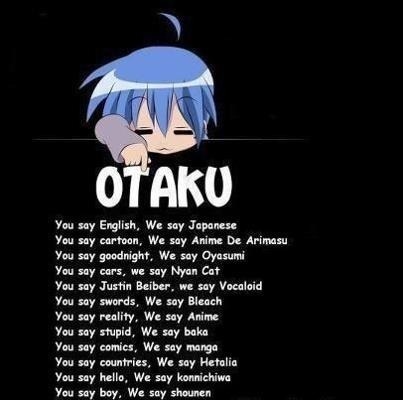 OTAKU
You say English, We say Japanese
You say cartoon, We say Anime De Arimasu
You say goodnight, We say Oyasumi
You say cars, we say Nyan Cat
You say Justin Beiber, we say Vocaloid
You say swords, We say Bleach
You say reality, We say Anime
You say stupid, We say baka
You say comics, We say manga
You say countries, We say Hetalia
You say hello, We say konnichiwa
You say boy, We say shounen